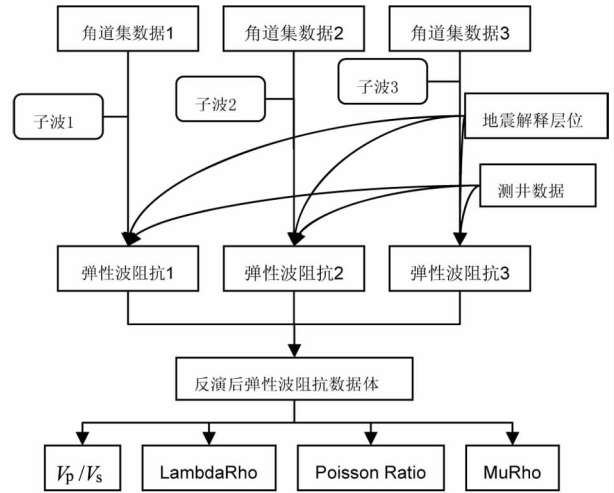 角道集数据1
角道集数据2
角道集数据3
子波1
子波2
子波3
地震解释层位
测井数据
弹性波阻抗1
弹性波阻抗2
弹性波阻抗3
反演后弹性波阻抗数据体
Vp/Vs
LambdaRho
Poisson Ratio
MuRho